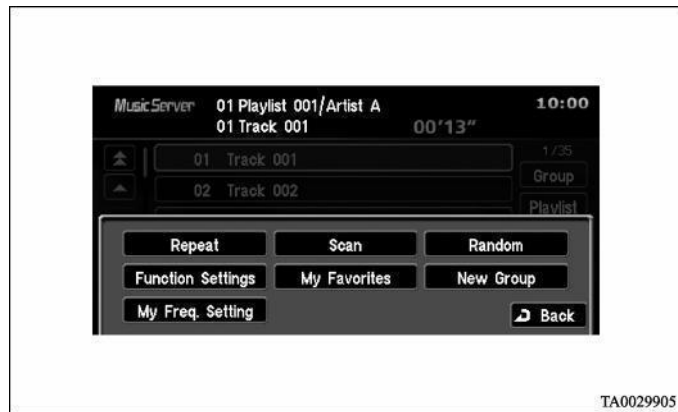 MusicServer 01 Playlist 001/Artist A 10:00
01 Track 001 00'13"
1/35
01 Track 001
Group
02 Track 002
Playlist
Repeat Scan Random
Function Settings My Favorites New Group
My Freq. Setting Back
TA0029905